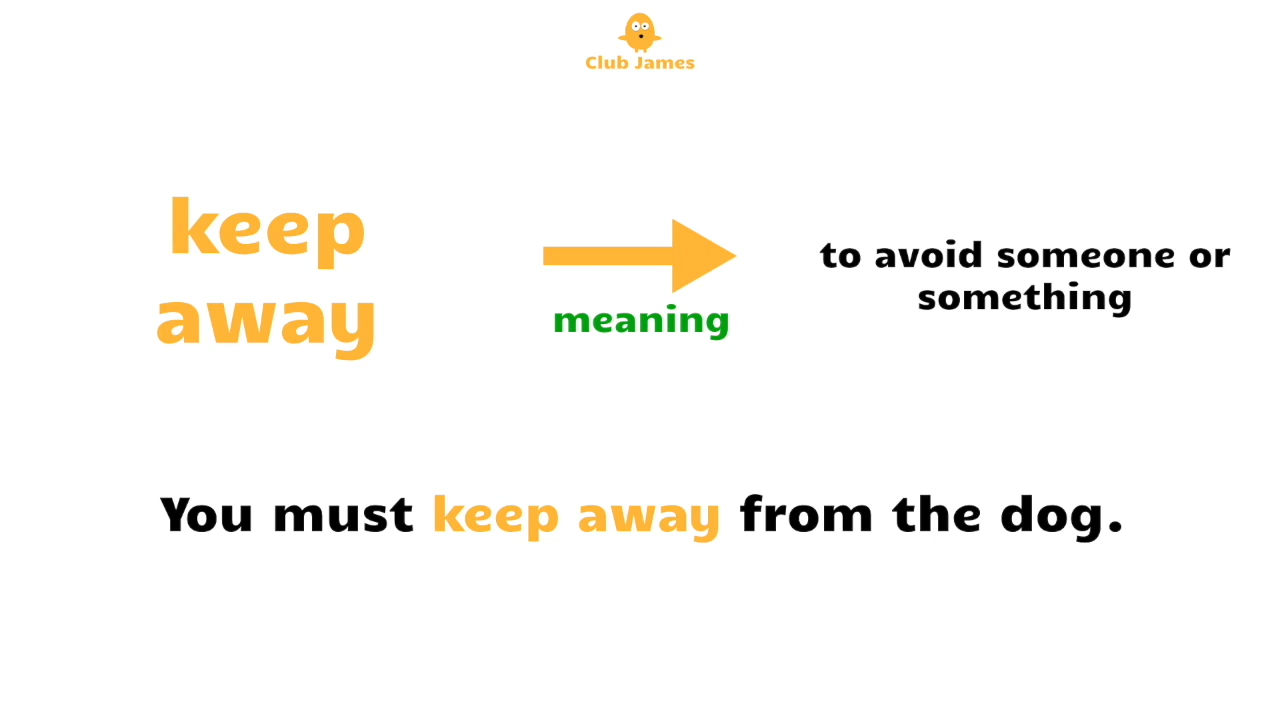 Club James
keep
away
meaning
to avoid someone or
something
You must keep away from the dog.